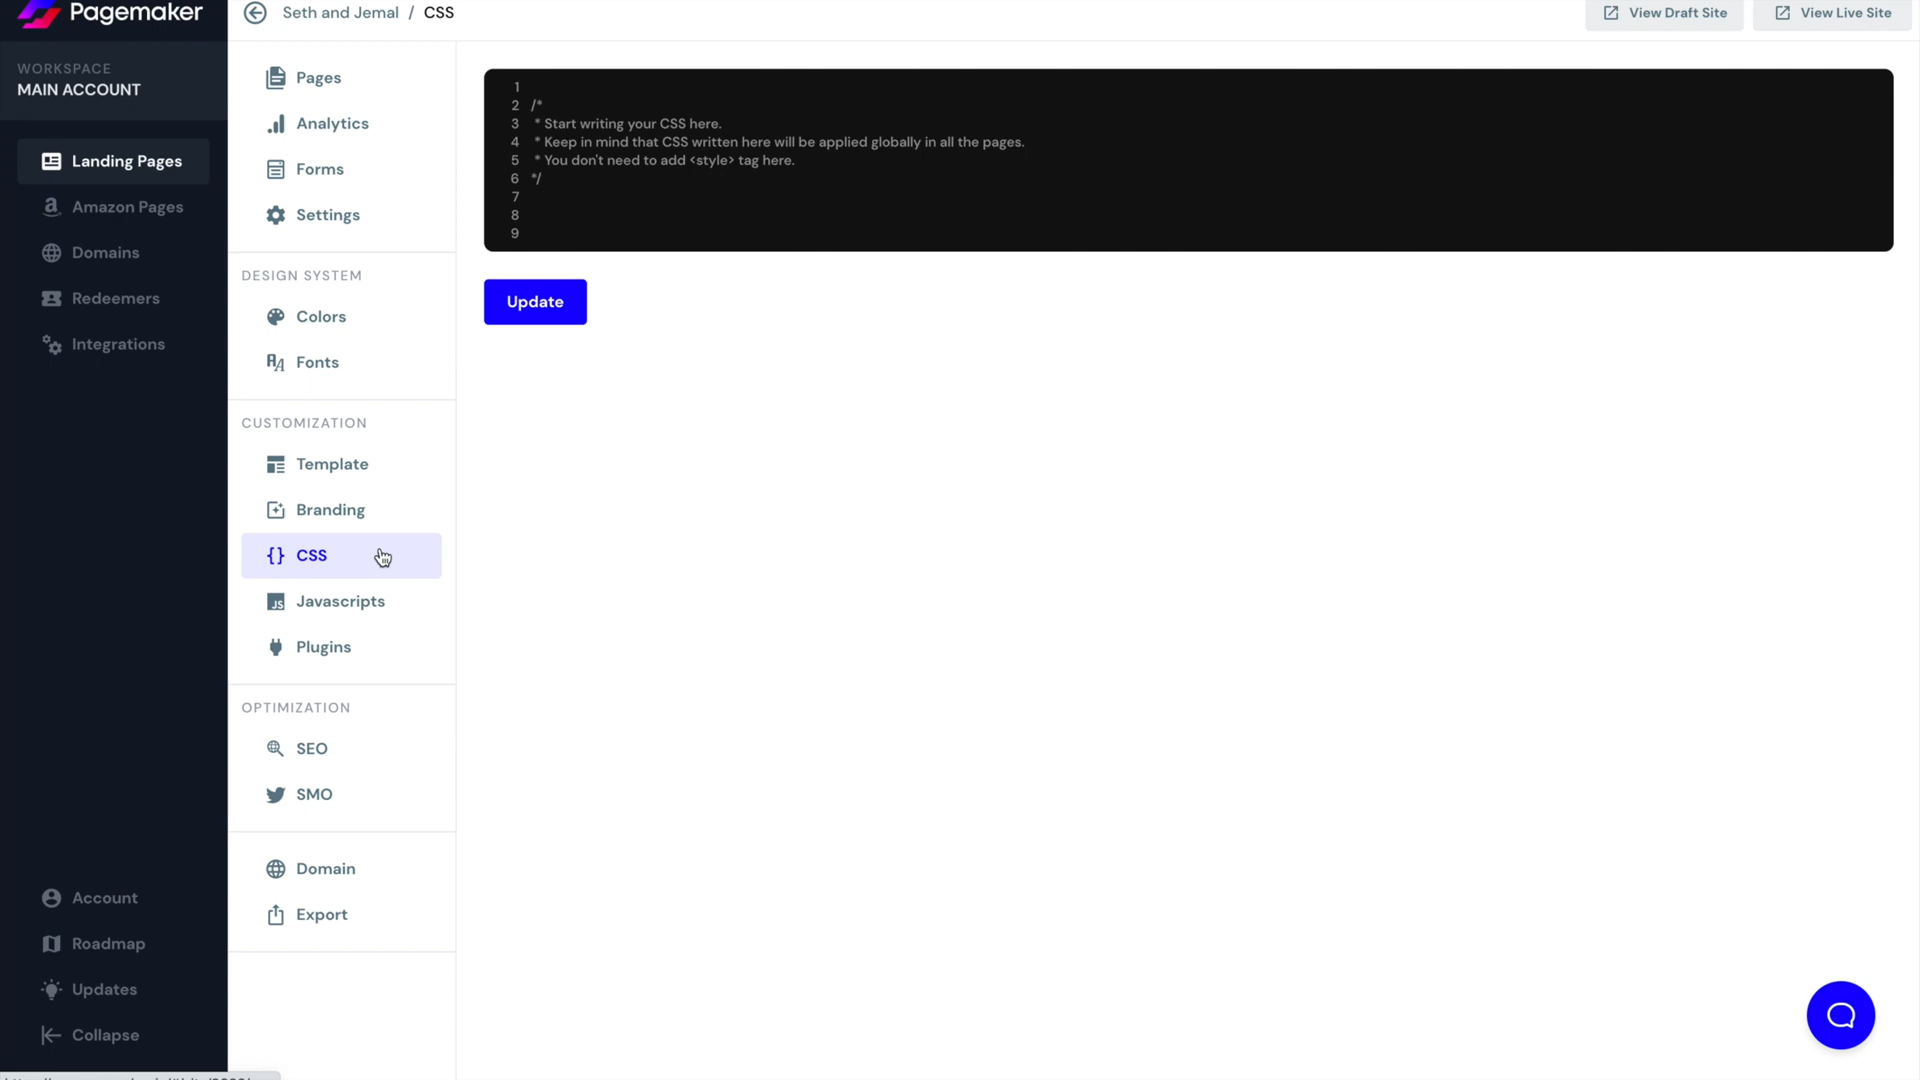 Pagemaker
WORKSPACE
MAIN ACCOUNT
Landing Pages
Amazon Pages
Domains
Redeemers
Integrations
Account
Roadmap
Updates
Collapse
Seth and Jemal / CSS
View Draft Site
View Live Site
Pages
Analytics
Forms
Settings
DESIGN SYSTEM
Colors
Fonts
CUSTOMIZATION
Template
Branding
{} CSS
JS Javascripts
Plugins
OPTIMIZATION
SEO
SMO
Domain
Export
1
2 /*
3 * Start writing your CSS here.
4 * Keep in mind that CSS written here will be applied globally in all the pages.
5 * You don't need to add <style> tag here.
6 */
7
8
9
Update